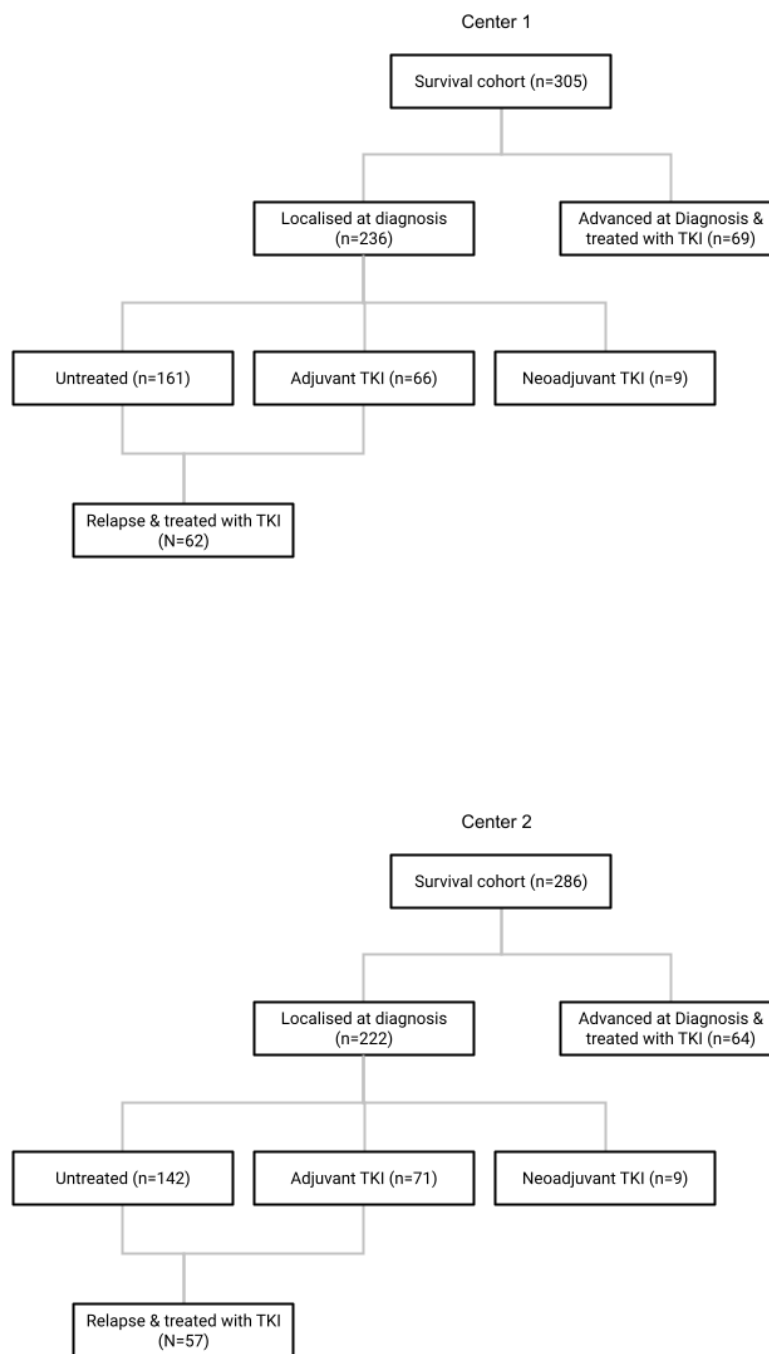 Center 1
Survival cohort (n=305)
Localised at diagnosis
(n=236)
Advanced at Diagnosis &
treated with TKI (n=69)
Untreated (n=161)
Adjuvant TKI (n=66)
Neoadjuvant TKI (n=9)
Relapse & treated with TKI
(N=62)
Center 2
Survival cohort (n=286)
Localised at diagnosis
(n=222)
Advanced at Diagnosis &
treated with TKI (n=64)
Untreated (n=142)
Adjuvant TKI (n=71)
Neoadjuvant TKI (n=9)
Relapse & treated with TKI
(N=57)